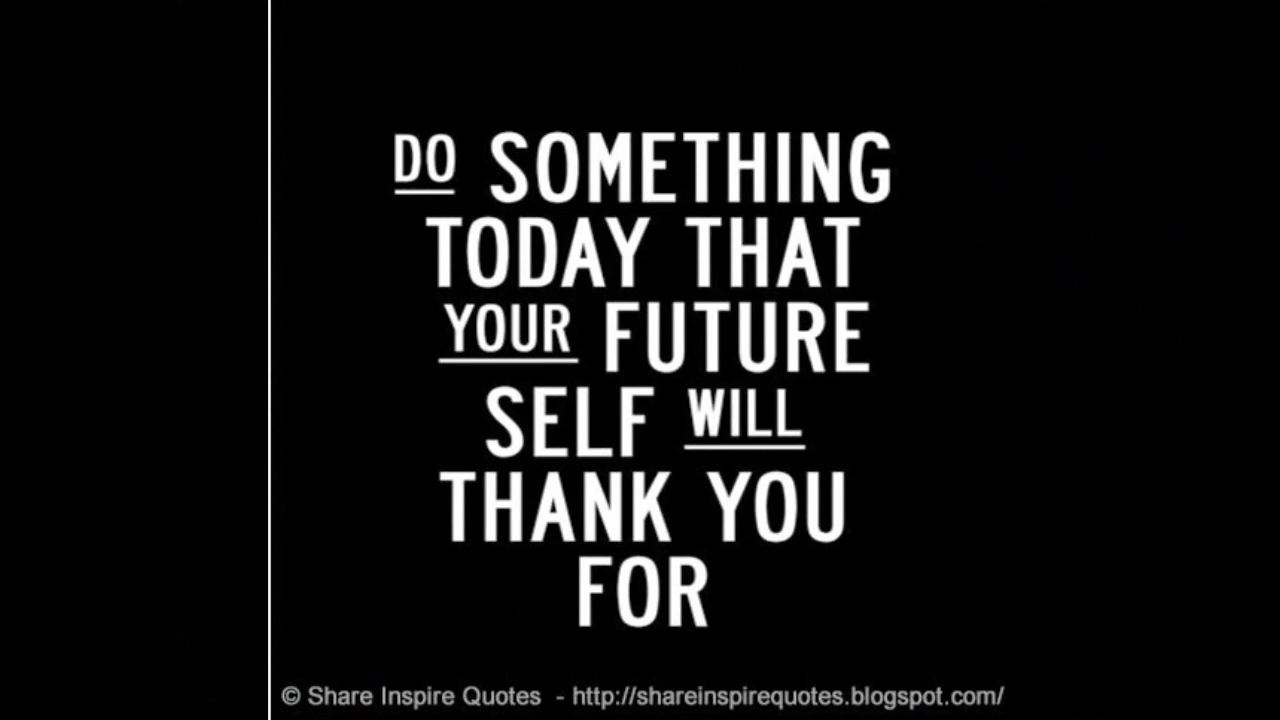 DO SOMETHING
TODAY THAT
YOUR FUTURE
SELF WILL
THANK YOU
FOR
© Share Inspire Quotes - http://shareinspirequotes.blogspot.com/